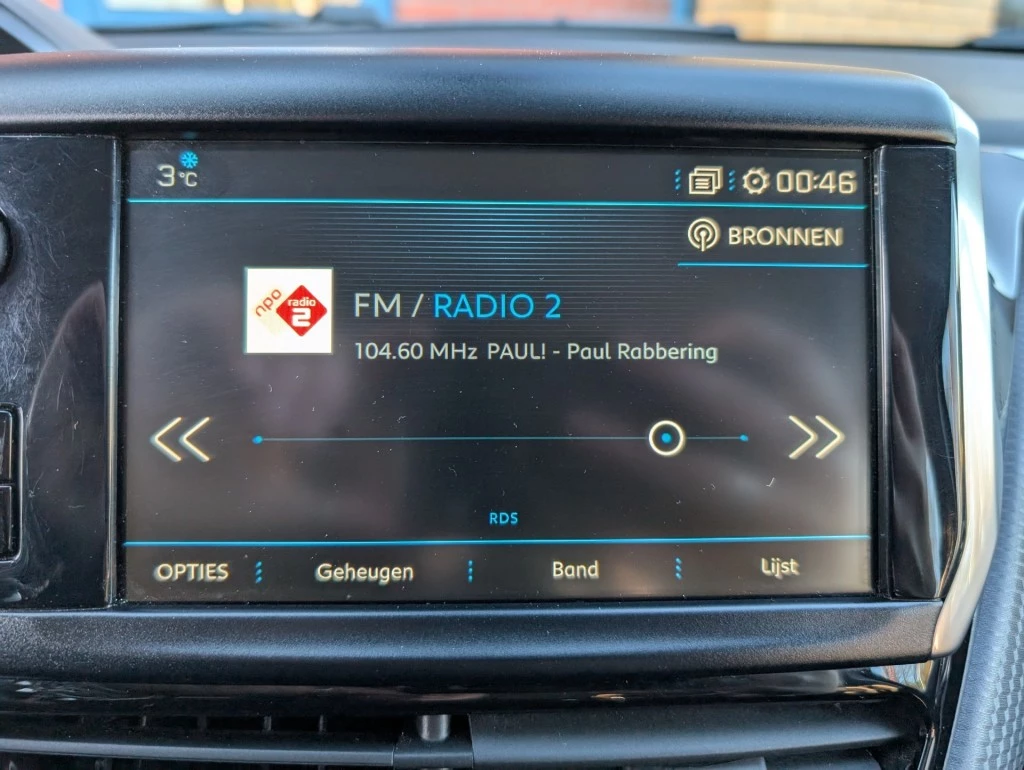 3°C
00:46
BRONNEN
npo radio 2
FM / RADIO 2
104.60 MHz PAUL! - Paul Rabbering
RDS
OPTIES Geheugen Band Lijst